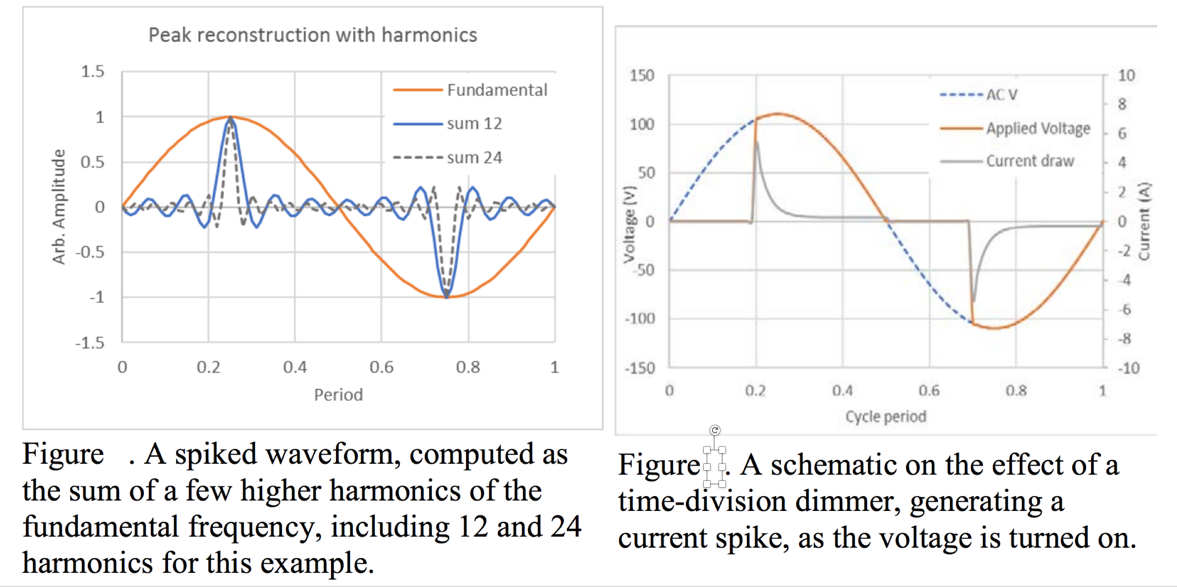 Peak reconstruction with harmonics
1.5
1
0.5
0
-0.5
-1
-1.5
Arb. Amplitude
Fundamental
sum 12
sum 24
0 0.2 0.4 0.6 0.8 1
Period
Figure . A spiked waveform, computed as
the sum of a few higher harmonics of the
fundamental frequency, including 12 and 24
harmonics for this example.
150
100
50
0
-50
-100
-150
Voltage (V)
AC V
Applied Voltage
Current draw
10
8
6
4
2
0
-2
-4
-6
-8
-10
Current (A)
0 0.2 0.4 0.6 0.8 1
Cycle period
Figure . A schematic on the effect of a
time-division dimmer, generating a
current spike, as the voltage is turned on.